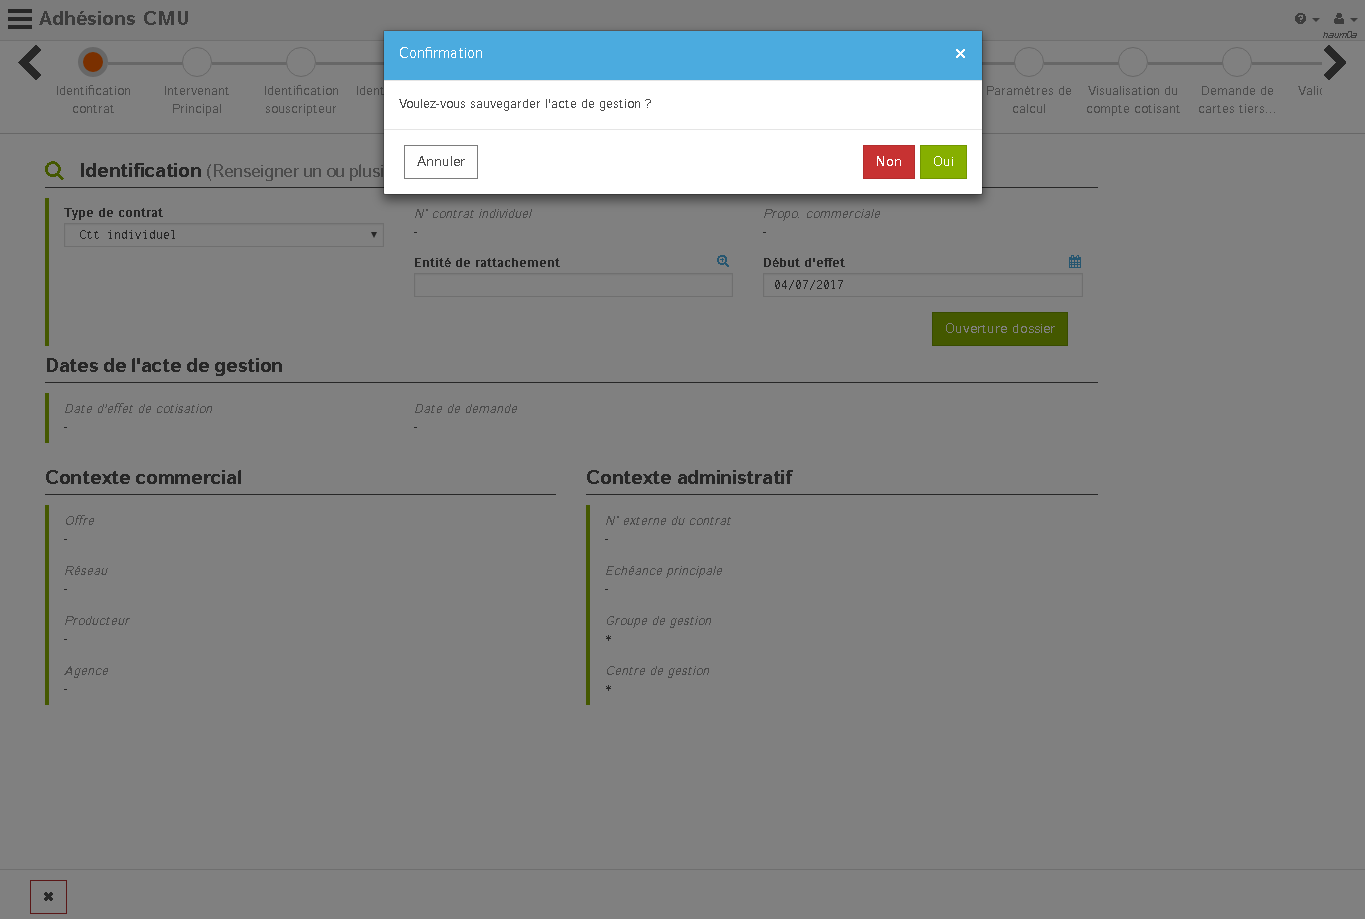 Adhésions CMU
haum0a
Identification contrat
Intervenant Principal
Identification souscripteur
Paramètres de calcul
Visualisation du compte cotisant
Demande de cartes tiers...
Confirmation
Voulez-vous sauvegarder l'acte de gestion ?
Annuler
Non
Oui
Identification (Renseigner un ou
Type de contrat
Ctt individuel
N° contrat individuel
-
Propo. commerciale
-
Entité de rattachement
Début d'effet
04/07/2017
Ouverture dossier
Dates de l'acte de gestion
Date d'effet de cotisation
-
Date de demande
-
Contexte commercial
Offre
-
Réseau
-
Producteur
-
Agence
-
Contexte administratif
N° externe du contrat
-
Echéance principale
-
Groupe de gestion
*
Centre de gestion
*